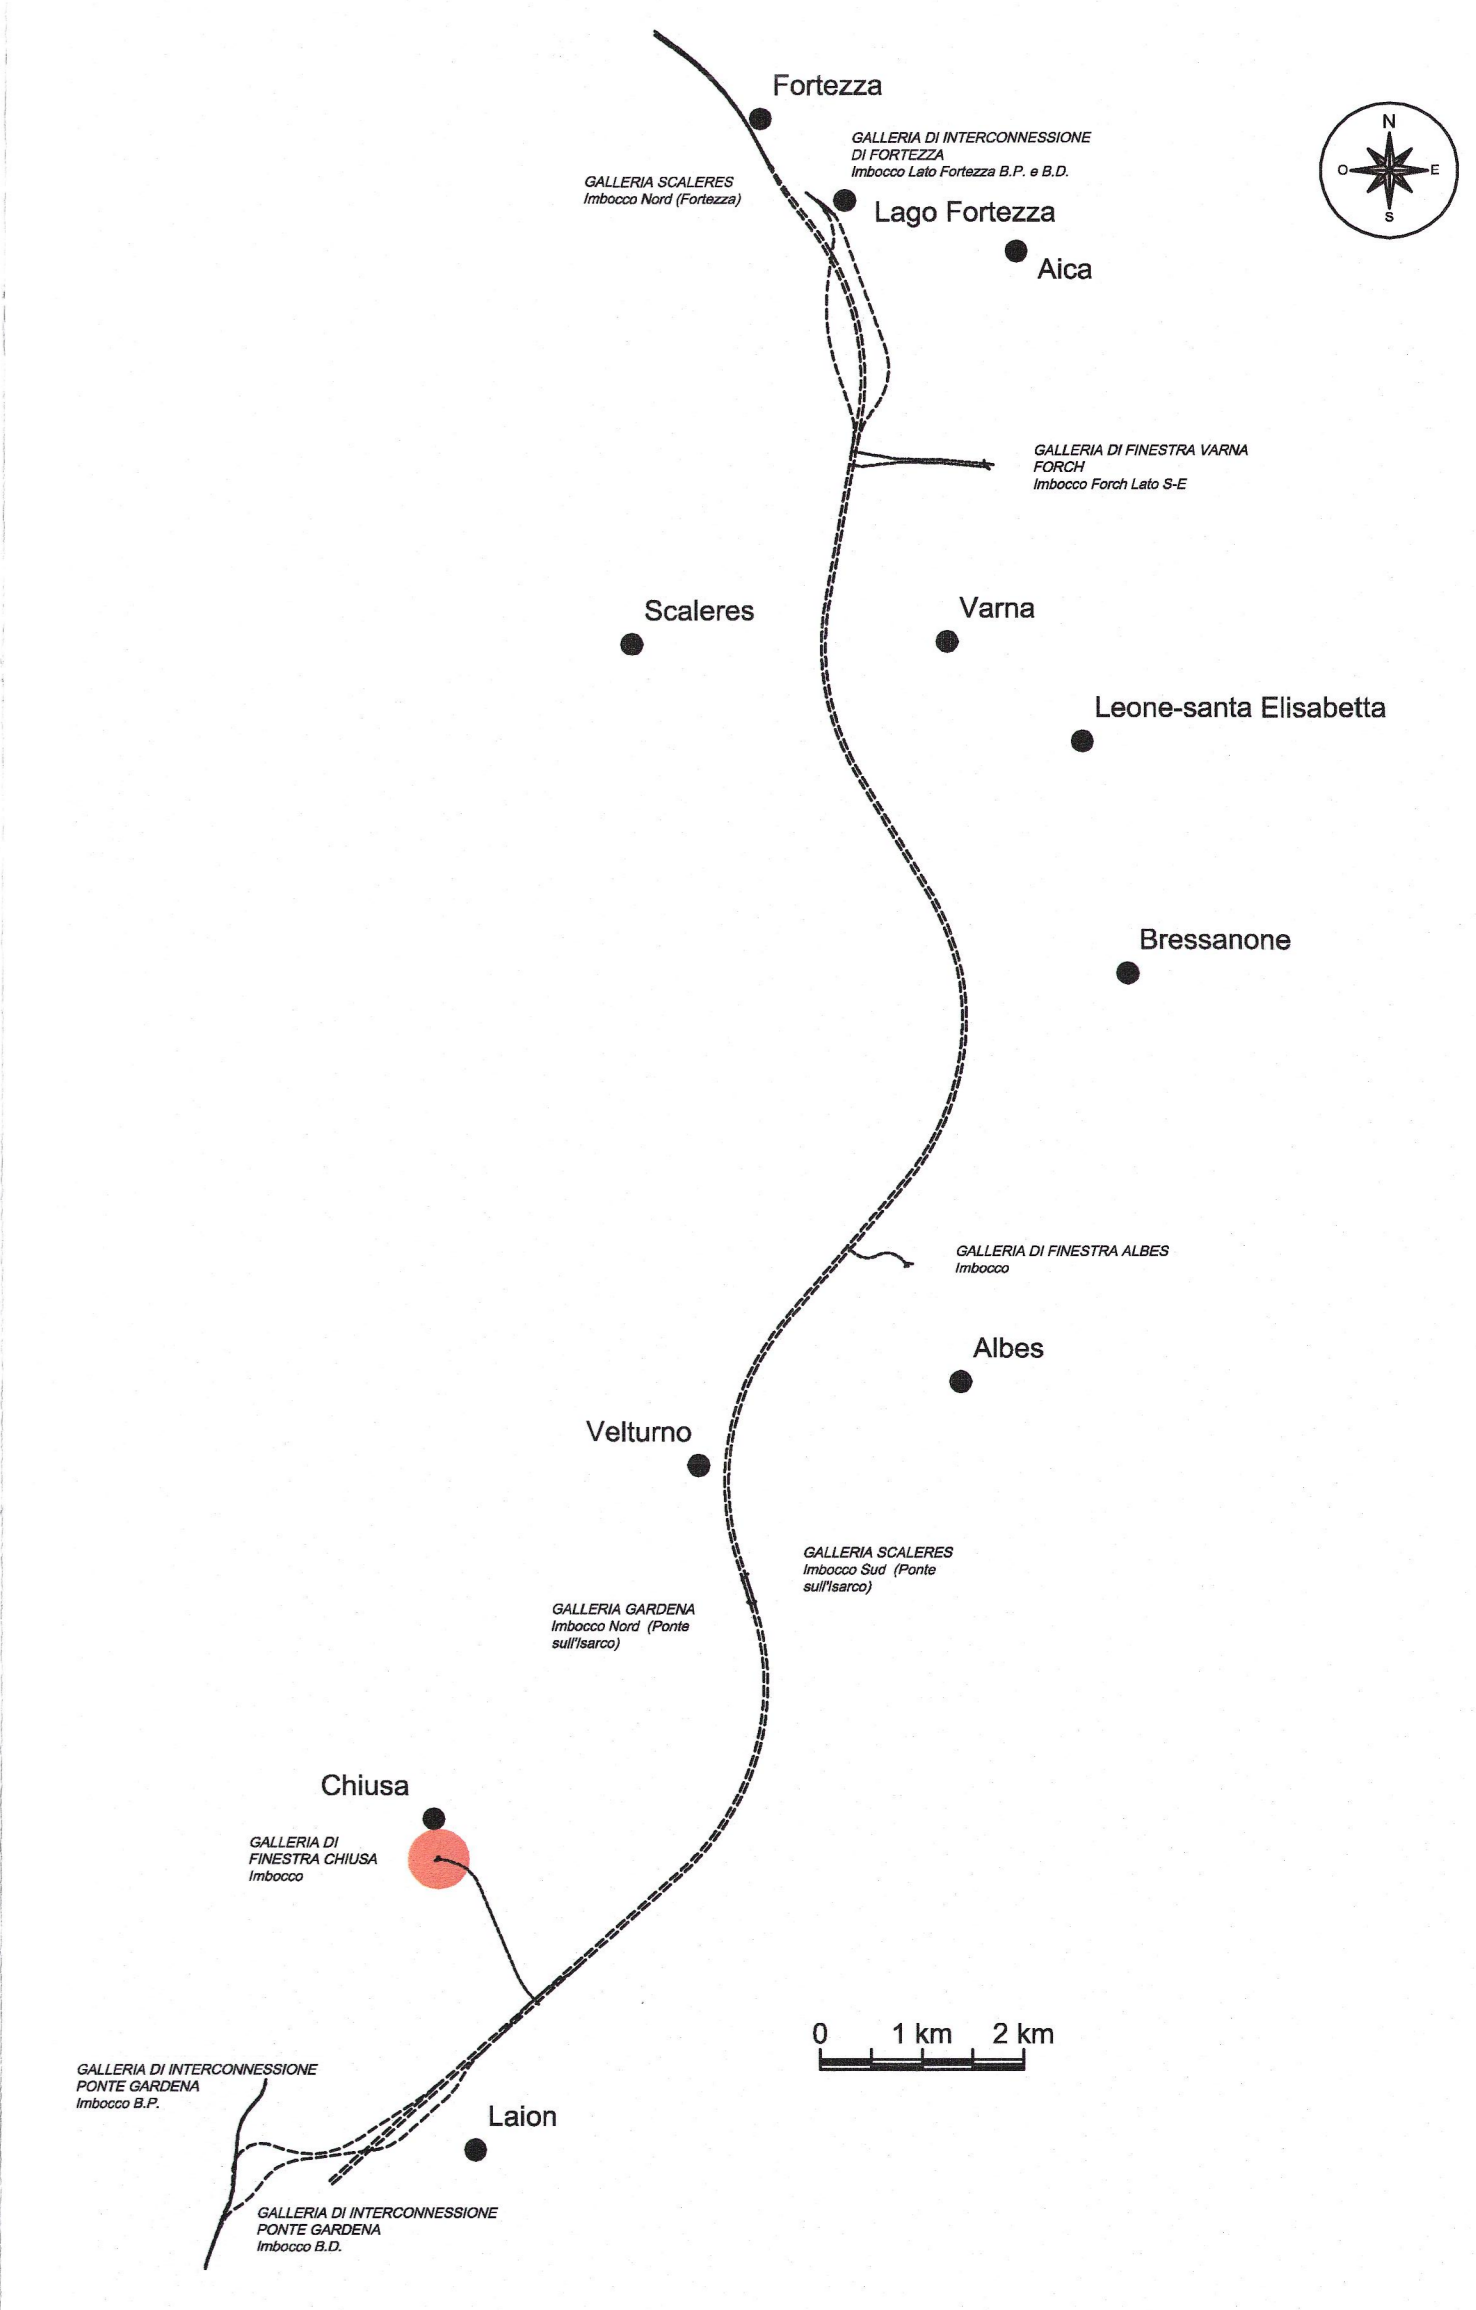 Fortezza
N
O
E
S
GALLERIA DI INTERCONNESSIONE
DI FORTEZZA
Imbocco Lato Fortezza B.P. e B.D.
GALLERIA SCALERES
Imbocco Nord (Fortezza)
Lago Fortezza
Aica
GALLERIA DI FINESTRA VARNA
FORCH
Imbocco Forch Lato S-E
Scaleres
Varna
Leone-santa Elisabetta
Bressanone
GALLERIA DI FINESTRA ALBES
Imbocco
Albes
Velturno
GALLERIA SCALERES
Imbocco Sud (Ponte
sull'Isarco)
GALLERIA GARDENA
Imbocco Nord (Ponte
sull'Isarco)
Chiusa
GALLERIA DI
FINESTRA CHIUSA
Imbocco
0 1 km 2 km
GALLERIA DI INTERCONNESSIONE
PONTE GARDENA
Imbocco B.P.
Laion
GALLERIA DI INTERCONNESSIONE
PONTE GARDENA
Imbocco B.D.